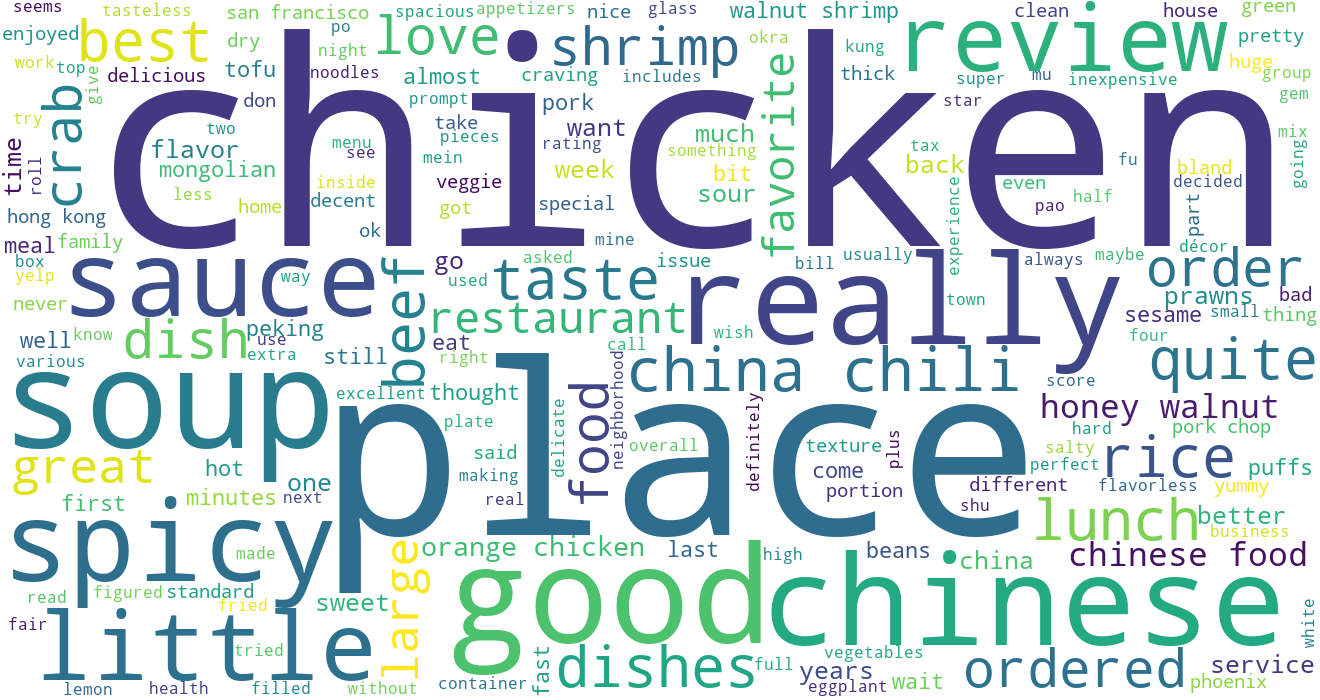 seems
tasteless
san francisco
spacious
appetizers
nice
glass
walnut shrimp
clean
house
green
enjoyed
best
dry
po
love
shrimp
okra
review
pretty
work
top
give
delicious
tofu
night
noodles
almost
craving
includes
favorite
kung
thick
super
mu
inexpensive
huge
group
try
crab
don
chicken
prompt
pork
star
gem
time
roll
flavor
two
menu
see
take
pieces
want
rating
much
something
tax
back
fu
bland
mix
going
mongolian
mein
week
bit
less
inside
decent
veggie
sour
even
decided
hong kong
home
ok
got
special
experience
pao
half
part
meal
family
mine
box
sauce
way
beef
go
asked
issue
bill
usually
always
maybe
décor
yelp
used
taste
really
town
order
prawns
bad
never
know
dish
peking
use
restaurant
wish
sesame
small
thing
well
extra
still
eat
right
call
neighborhood
four
various
soup
excellent
thought
china chili
score
quite
place
plate
food
delicate
definitely
honey walnut
great
hot
one
said
overall
texture
plus
hard
pork chop
making
come
salty
rice
perfect
puffs
first
minutes
next
real
portion
different
flavorless
yummy
spicy
shu
lunch
better
business
made
large
orange chicken
last
high
beans
china
chinese food
read
figured
standard
fried
sweet
good
chinese
fair
little
tried
white
fast
dishes
full
vegetables
years
eggplant
wait
ordered
service
lemon
health
filled
without
container
phoenix